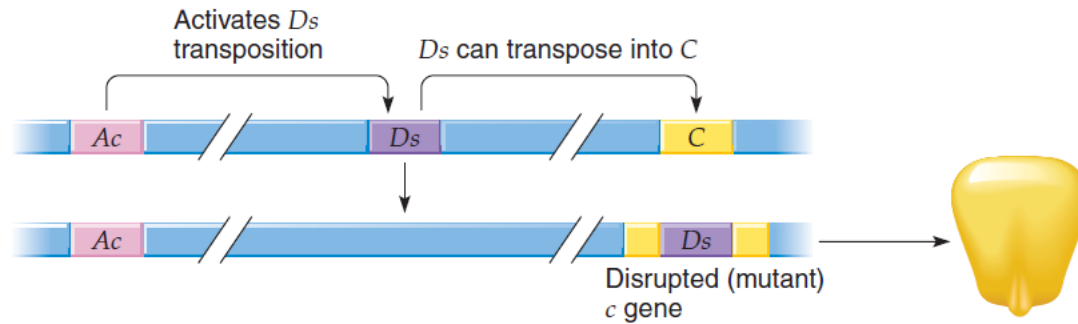 Activates Ds
transposition
Ds can transpose into C
Ac
Ds
C
Ac
Ds
Disrupted (mutant)
c gene